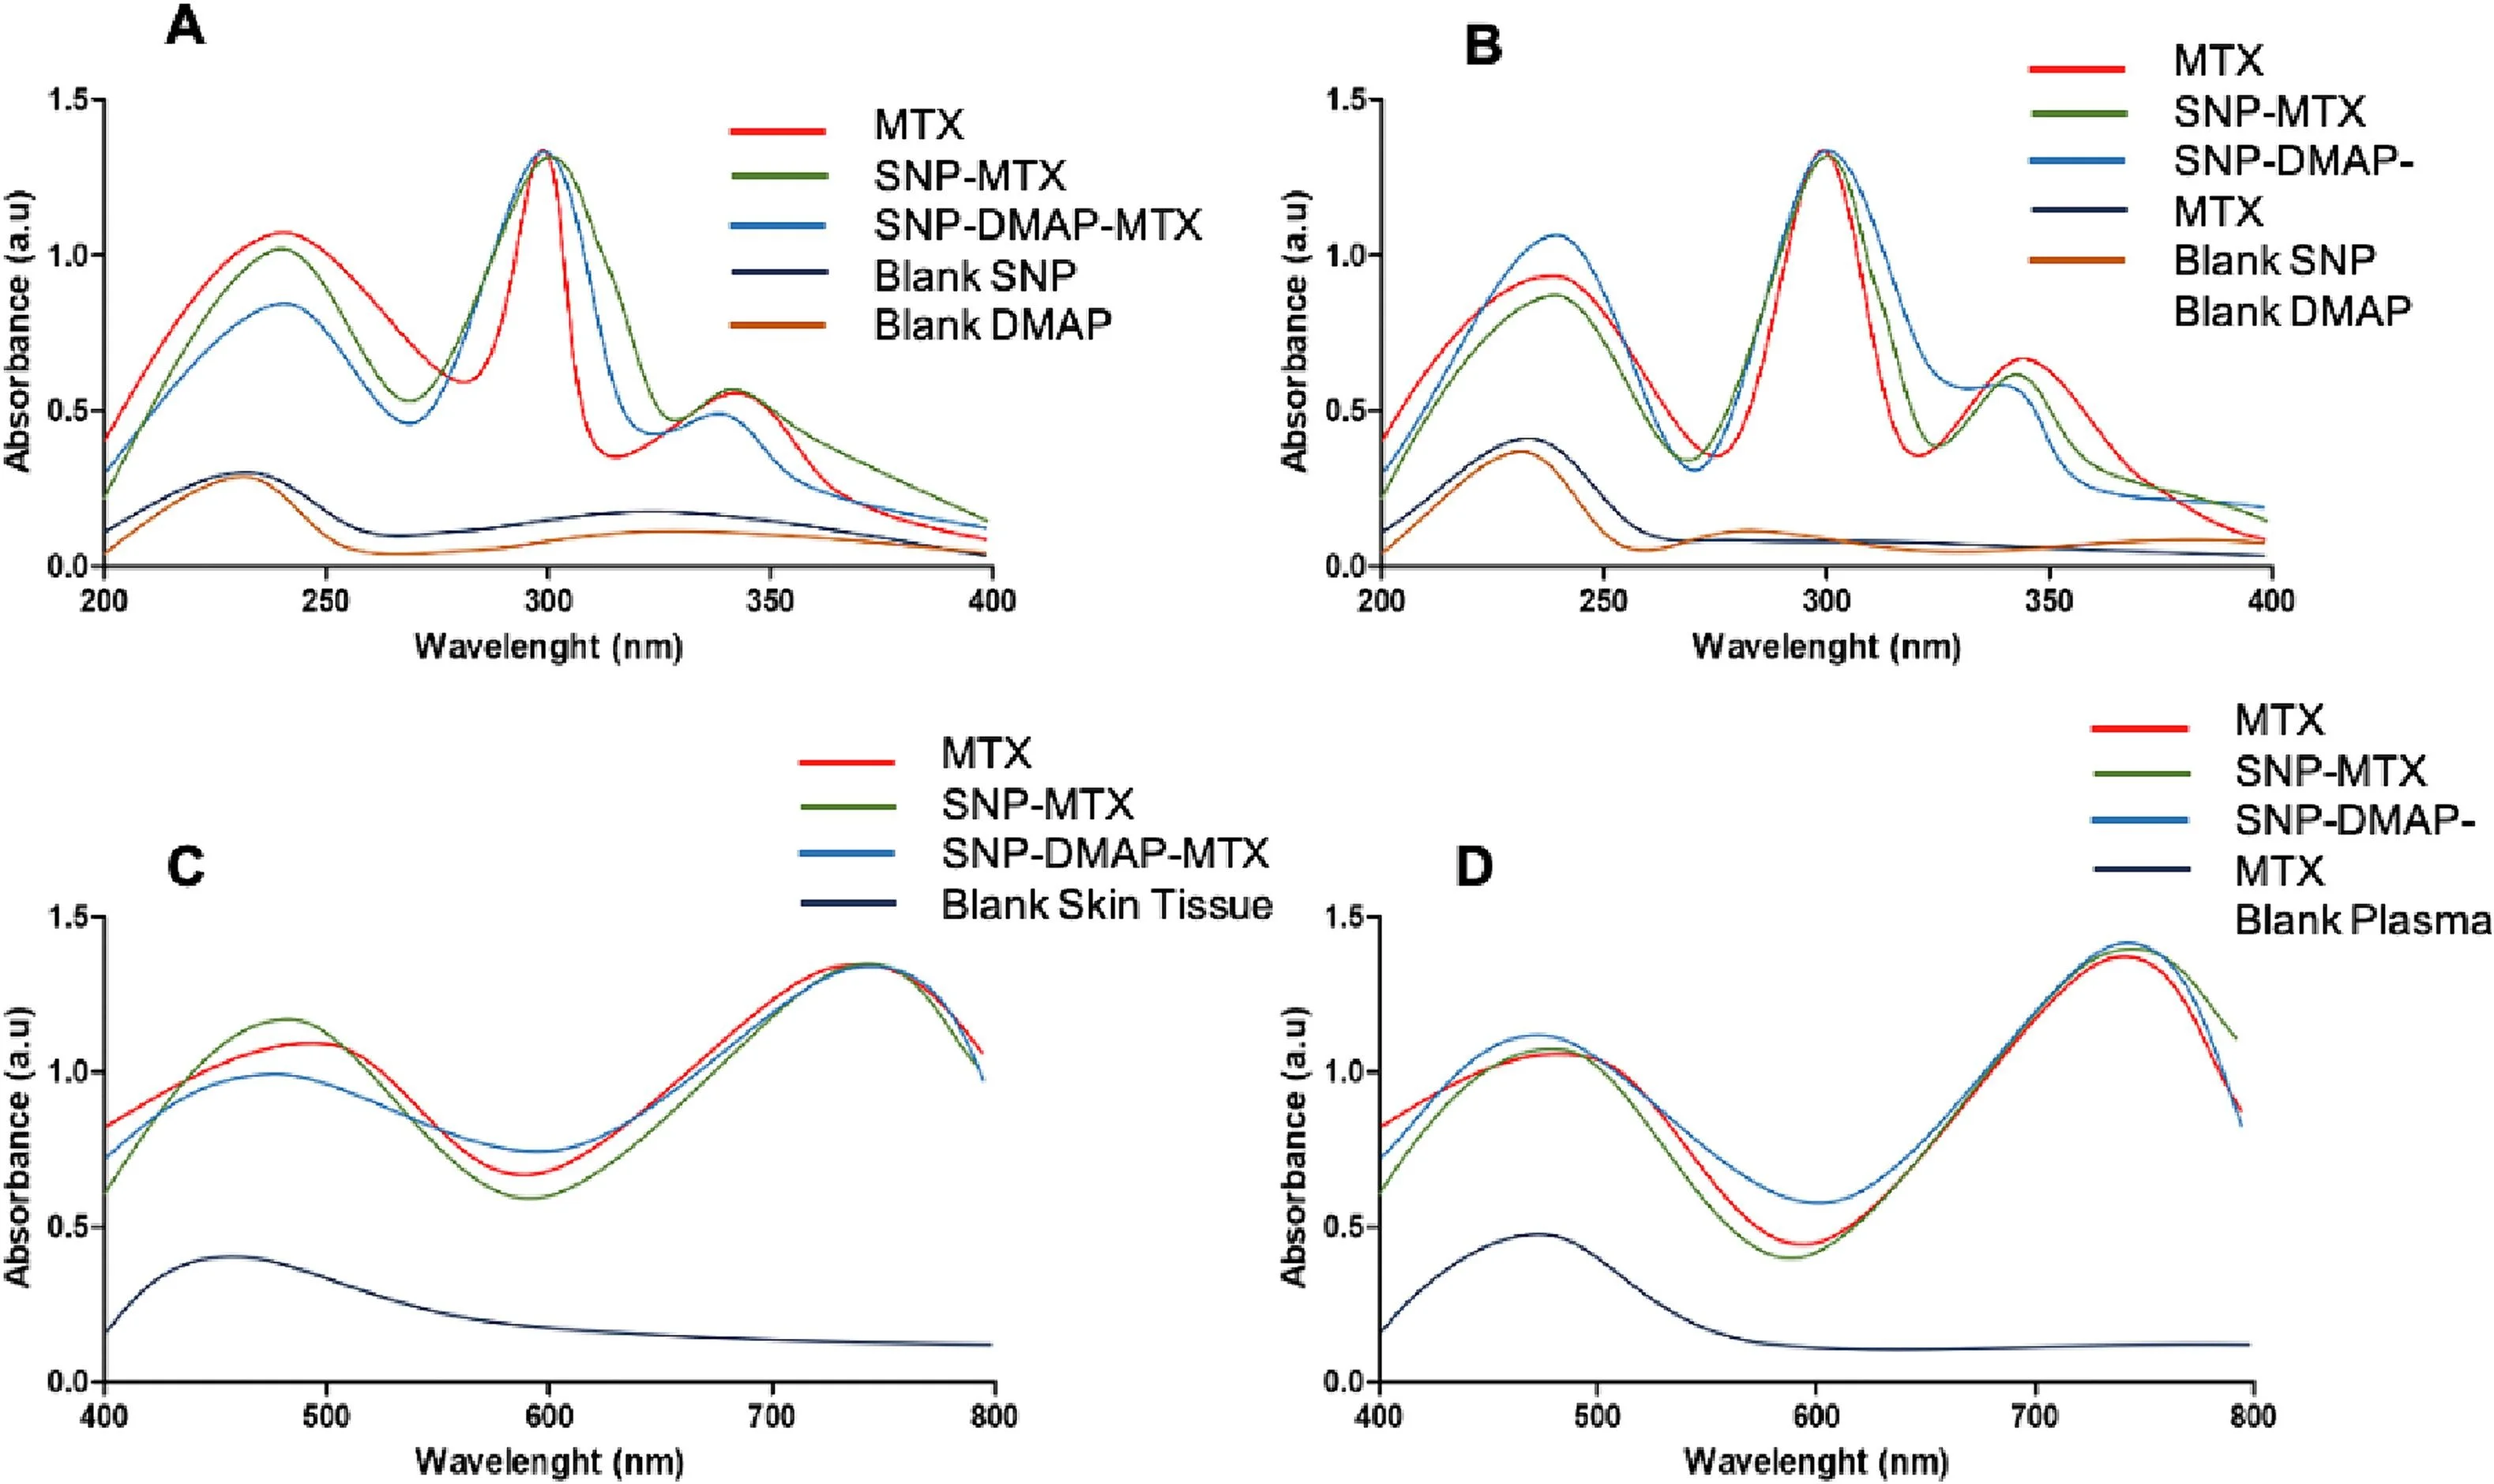 A
MTX
SNP-MTX
SNP-DMAP-MTX
Blank SNP
Blank DMAP
1.5
1.0
0.5
0.0
Absorbance (a.u)
200 250 300 350 400
Wavelenght (nm)
B
MTX
SNP-MTX
SNP-DMAP-
MTX
Blank SNP
Blank DMAP
1.5
1.0
0.5
0.0
Absorbance (a.u)
200 250 300 350 400
Wavelenght (nm)
C
MTX
SNP-MTX
SNP-DMAP-MTX
Blank Skin Tissue
1.5
1.0
0.5
0.0
Absorbance (a.u)
400 500 600 700 800
Wavelenght (nm)
D
MTX
SNP-MTX
SNP-DMAP-
MTX
Blank Plasma
1.5
1.0
0.5
0.0
Absorbance (a.u)
400 500 600 700 800
Wavelenght (nm)